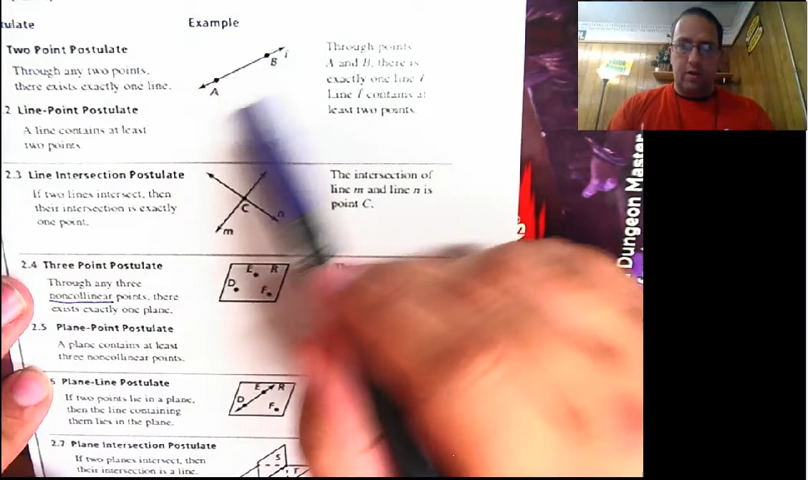 tulate
Example
Two Point Postulate
Through any two points,
there exists exactly one line.
A
B
l
Through points
A and B, there is
exactly one line l
Line l contains at
least two points.
2 Line-Point Postulate
A line contains at least
two points.
2.3 Line Intersection Postulate
If two lines intersect, then
their intersection is exactly
one point.
C
m
n
The intersection of
line m and line n is
point C.
2.4 Three Point Postulate
Through any three
noncollinear points, there
exists exactly one plane.
D
E
R
F
2.5 Plane-Point Postulate
A plane contains at least
three noncollinear points.
6 Plane-Line Postulate
If two points lie in a plane,
then the line containing
them lies in the plane.
D
E
R
F
2.7 Plane Intersection Postulate
If two planes intersect, then
their intersection is a line.
S
T
Dungeon Master